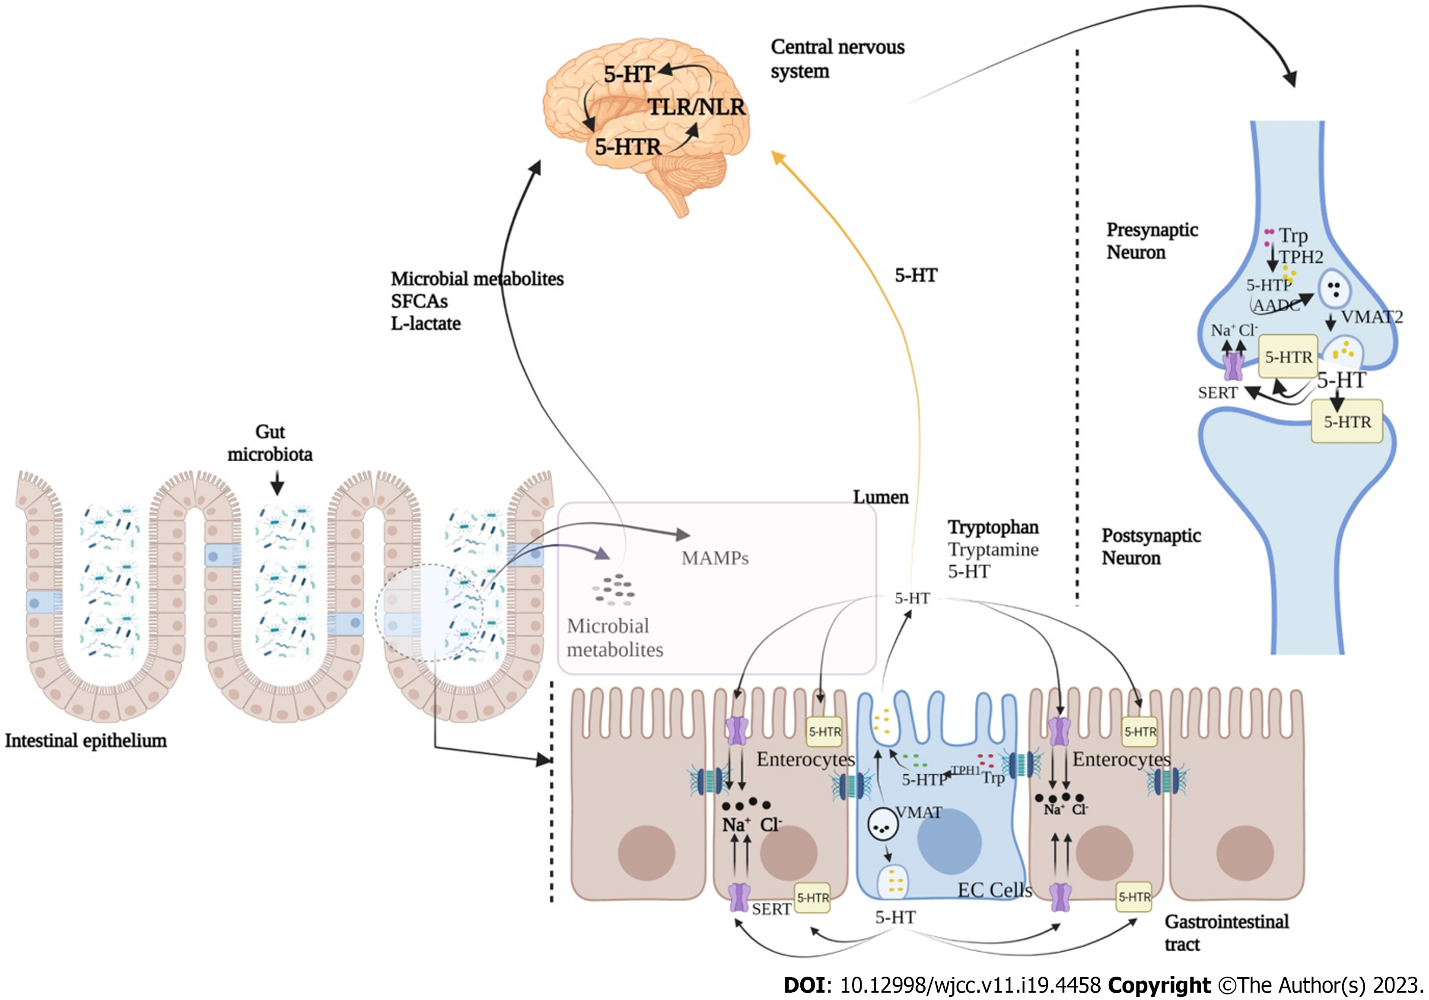 Central nervous
system
5-HT
TLR/NLR
5-HTR
Presynaptic
Neuron
Trp
TPH2
5-HTP
AADC
VMAT2
Na⁺ Cl⁻
5-HTR
5-HT
SERT
5-HTR
Postsynaptic
Neuron
5-HT
Microbial metabolites
SFCAs
L-lactate
Gut
microbiota
Intestinal epithelium
Lumen
MAMPs
Microbial
metabolites
Tryptophan
Tryptamine
5-HT
5-HT
5-HTR
5-HTR
Enterocytes
Enterocytes
5-HTP
TPH1
Trp
VMAT
Na⁺ Cl⁻
Na⁺ Cl⁻
EC Cells
SERT
5-HTR
5-HTR
5-HT
Gastrointestinal
tract
DOI: 10.12998/wjcc.v11.i19.4458 Copyright ©The Author(s) 2023.